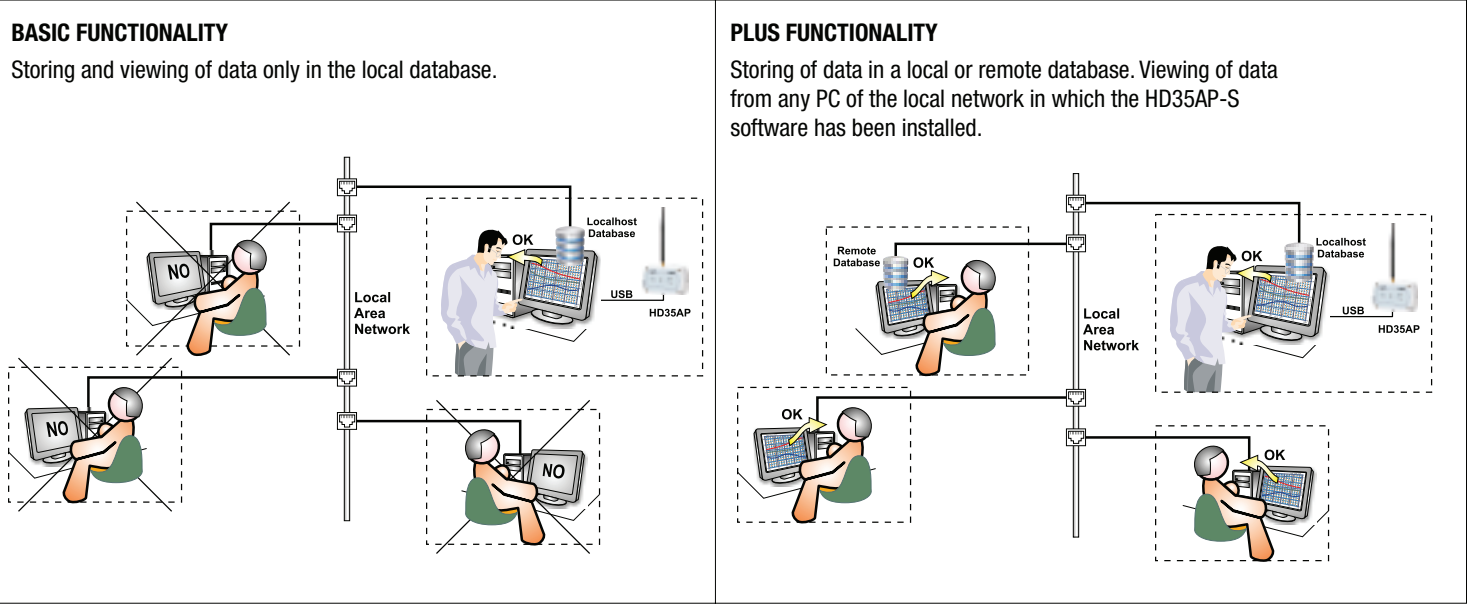 BASIC FUNCTIONALITY
Storing and viewing of data only in the local database.
NO
NO
NO
Local
Area
Network
OK
Localhost
Database
USB
HD35AP
PLUS FUNCTIONALITY
Storing of data in a local or remote database. Viewing of data
from any PC of the local network in which the HD35AP-S
software has been installed.
Remote
Database
OK
OK
OK
Local
Area
Network
OK
Localhost
Database
USB
HD35AP